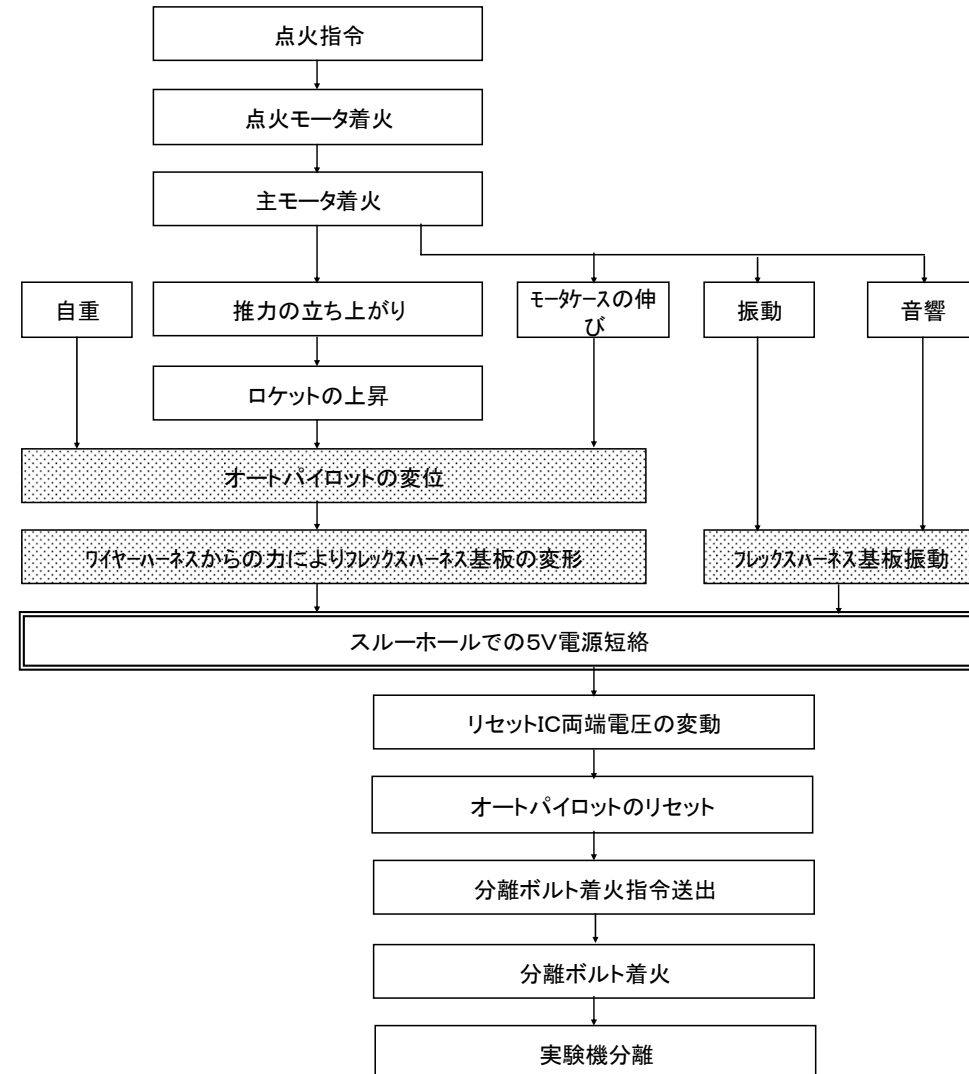 点火指令
点火モータ着火
主モータ着火
自重
推力の立ち上がり
ﾓｰﾀｹｰｽの伸
び
振動
音響
ロケットの上昇
オートパイロットの変位
ﾜｲﾔｰﾊｰﾈｽからの力によりﾌﾚｯｸｽﾊｰﾈｽ基板の変形
ﾌﾚｯｸｽﾊｰﾈｽ基板振動
スルーホールでの5V電源短絡
リセットIC両端電圧の変動
オートパイロットのリセット
分離ボルト着火指令送出
分離ボルト着火
実験機分離